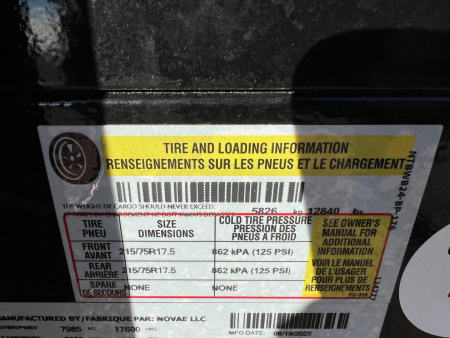 TIRE AND LOADING INFORMATION
RENSEIGNEMENTS SUR LES PNEUS ET LE CHARGEMENT
THE WEIGHT OF CARGO SHOULD NEVER EXCEED: 5826 KG 12840 lbs
TIRE PNEU SIZE DIMENSIONS COLD TIRE PRESSURE PRESSION DES PNEUS A FROID
FRONT AVANT 215/75R17.5 862 kPA (125 PSI)
REAR ARRIÈRE 215/75R17.5 862 kPA (125 PSI)
SPARE DE SECOURS NONE NONE
SEE OWNER'S
MANUAL FOR
ADDITIONAL
INFORMATION
VOIR LE MANUEL
DE L'USAGER
POUR PLUS DE
RENSEIGNEMENTS
MANUFACTURED BY/FABRIQUE PAR: NOVAE LLC
7985 KG 17600 MFG DATE: 08/19/2025